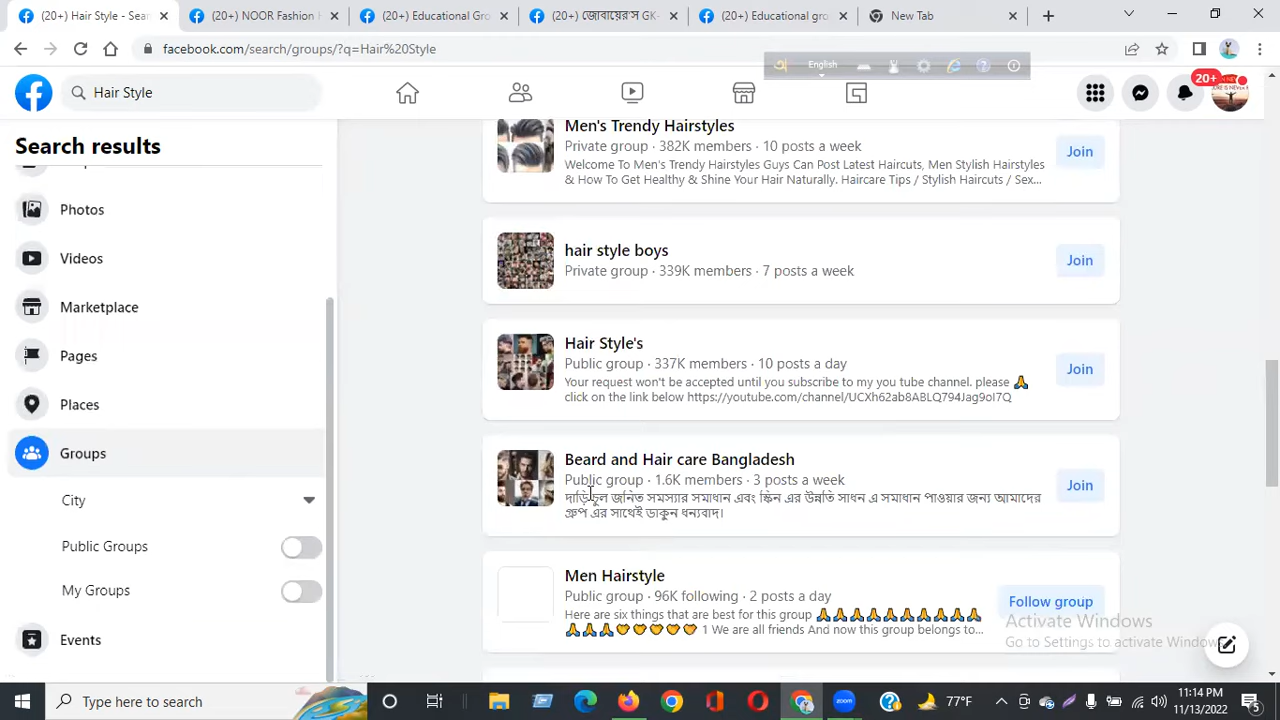 (20+) Hair Style - Sear
(20+) NOOR Fashion H
(20+) Educational Gro
(20+) জোবায়ের'স GK-
(20+) Educational gro
New Tab
facebook.com/search/groups/?q=Hair%20Style
English
Hair Style
20+
Search results
Photos
Videos
Marketplace
Pages
Places
Groups
City
Public Groups
My Groups
Events
Men's Trendy Hairstyles
Private group · 382K members · 10 posts a week
Welcome To Men's Trendy Hairstyles Guys Can Post Latest Haircuts, Men Stylish Hairstyles
& How To Get Healthy & Shine Your Hair Naturally. Haircare Tips / Stylish Haircuts / Sex...
Join
hair style boys
Private group · 339K members · 7 posts a week
Join
Hair Style's
Public group · 337K members · 10 posts a day
Your request won't be accepted until you subscribe to my you tube channel. please 🙏
click on the link below https://youtube.com/channel/UCXh62ab8ABLQ794Jag9oI7Q
Join
Beard and Hair care Bangladesh
Public group · 1.6K members · 3 posts a week
দাড়িচুল জনিত সমস্যার সমাধান এবং স্কিন এর উন্নতি সাধন এ সমাধান পাওয়ার জন্য আমাদের
গ্রুপ এর সাথেই ডাকুন ধন্যবাদ।
Join
Men Hairstyle
Public group · 96K following · 2 posts a day
Here are six things that are best for this group 🙏🙏🙏🙏🙏🙏🙏🙏🙏🙏🙏
🙏🙏🙏🤝🤝🤝🤝🤝 1 We are all friends And now this group belongs to...
Follow group
Activate Windows
Go to Settings to activate Windows
Type here to search
zoom
77°F
11:14 PM
11/13/2022
5